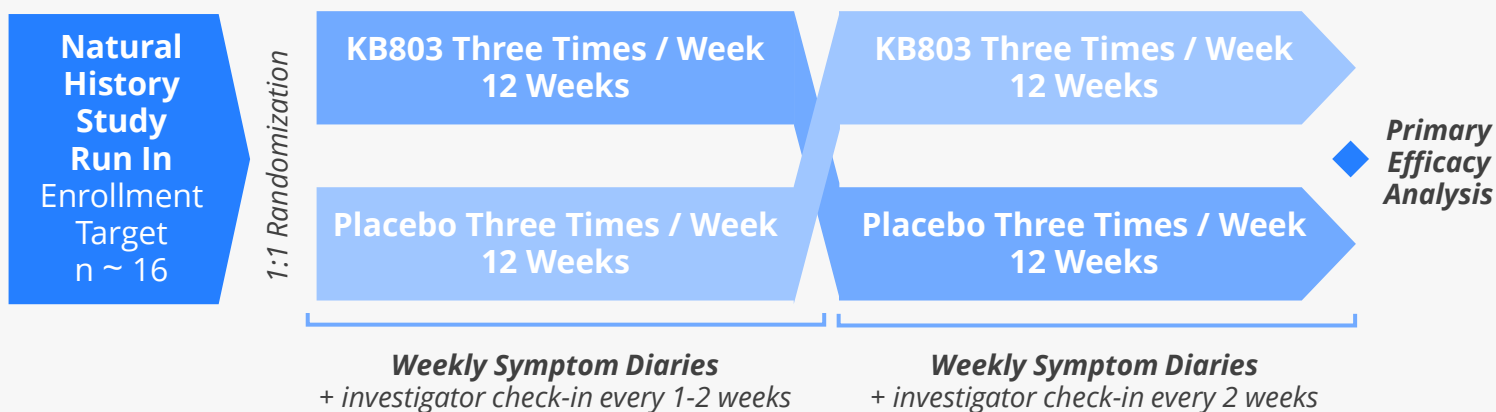 Natural
History
Study
Run In
Enrollment
Target
n ~ 16
1:1 Randomization
KB803 Three Times / Week
12 Weeks
Placebo Three Times / Week
12 Weeks
KB803 Three Times / Week
12 Weeks
Placebo Three Times / Week
12 Weeks
Primary
Efficacy
Analysis
Weekly Symptom Diaries
+ investigator check-in every 1-2 weeks
Weekly Symptom Diaries
+ investigator check-in every 2 weeks